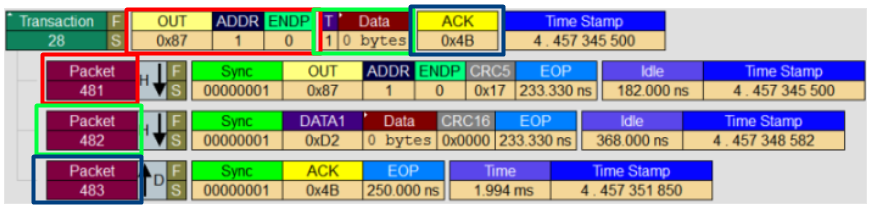 Transaction F OUT ADDR ENDP T Data ACK Time Stamp
28 S 0x87 1 0 1 0 bytes 0x4B 4 . 457 345 500
Packet H F Sync OUT ADDR ENDP CRC5 EOP Idle Time Stamp
481 S 00000001 0x87 1 0 0x17 233.330 ns 182.000 ns 4 . 457 345 500
Packet H F Sync DATA1 Data CRC16 EOP Idle Time Stamp
482 S 00000001 0xD2 0 bytes 0x0000 233.330 ns 368.000 ns 4 . 457 348 582
Packet D F Sync ACK EOP Time Time Stamp
483 S 00000001 0x4B 250.000 ns 1.994 ms 4 . 457 351 850